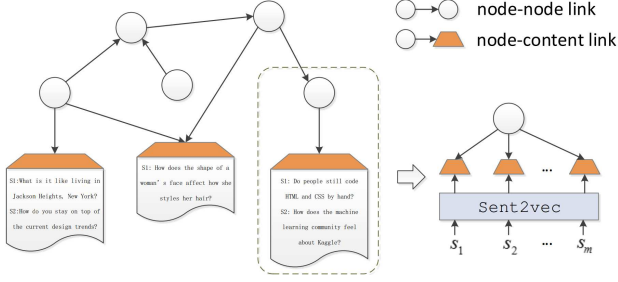 node-node link
node-content link
S1:What is it like living in
Jackson Heights, New York?
S2:How do you stay on top of
the current design trends?
S1: How does the shape of a
woman's face affect how she
styles her hair?
S1: Do people still code
HTML and CSS by hand?
S2: How does the machine
learning community feel
about Kaggle?
...
Sent2vec
s1 s2 ... sm